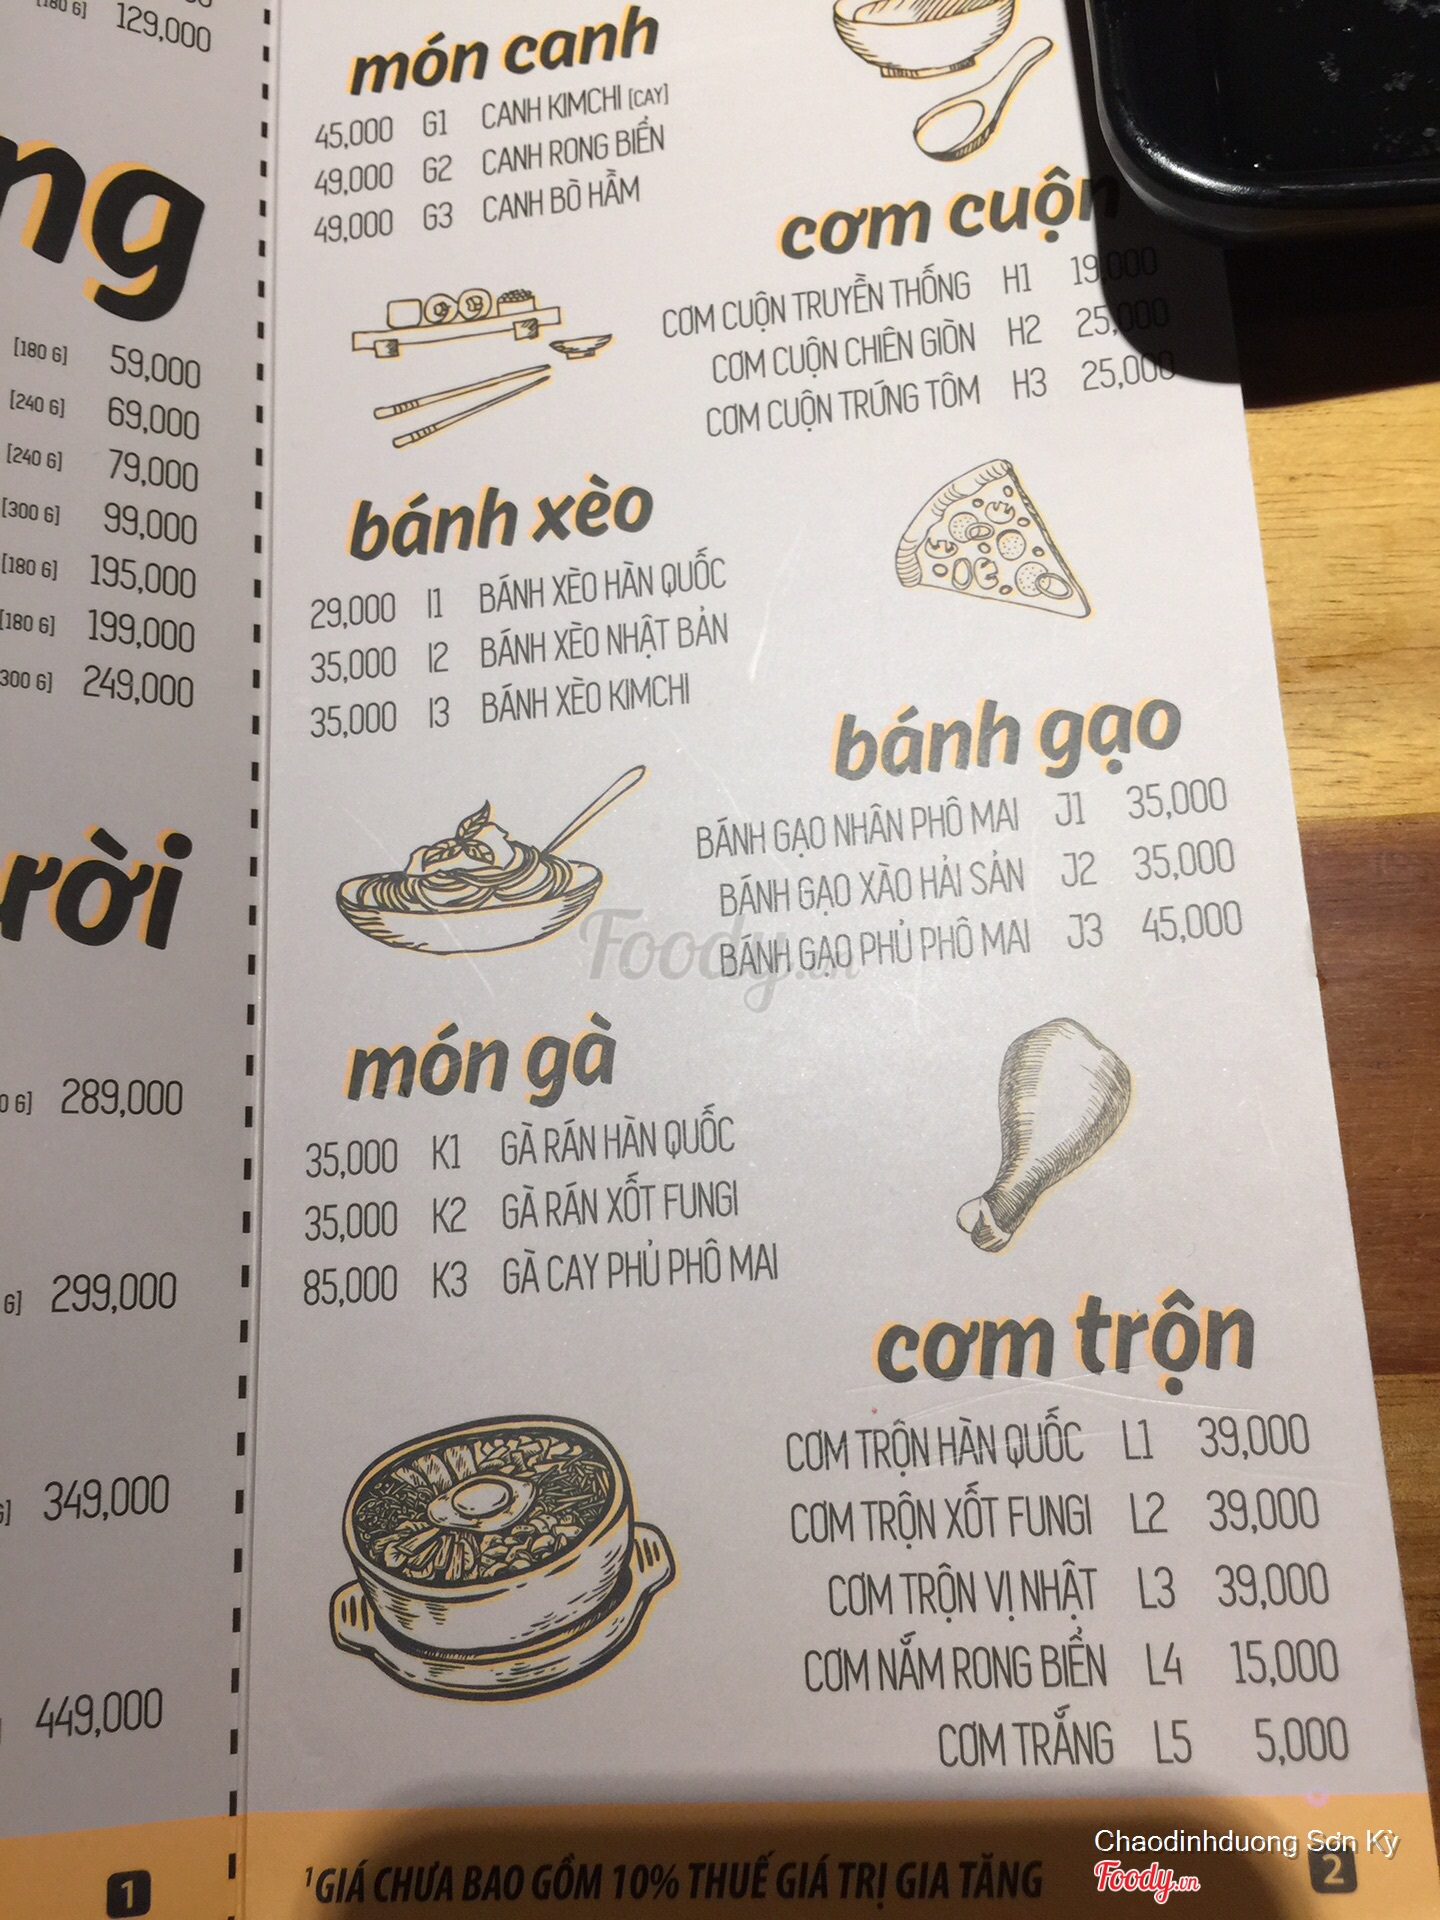 [180 G] 129,000
ng
[180 G] 59,000
[240 G] 69,000
[240 G] 79,000
[300 G] 99,000
[180 G] 195,000
[180 G] 199,000
300 G] 249,000
ười
0 G] 289,000
G] 299,000
G] 349,000
] 449,000
1
món canh
45,000 G1 CANH KIMCHI [CAY]
49,000 G2 CANH RONG BIỂN
49,000 G3 CANH BÒ HẦM
cơm cuộn
CƠM CUỘN TRUYỀN THỐNG H1 19,000
CƠM CUỘN CHIÊN GIÒN H2 25,000
CƠM CUỘN TRỨNG TÔM H3 25,000
bánh xèo
29,000 I1 BÁNH XÈO HÀN QUỐC
35,000 I2 BÁNH XÈO NHẬT BẢN
35,000 I3 BÁNH XÈO KIMCHI
bánh gạo
BÁNH GẠO NHÂN PHÔ MAI J1 35,000
BÁNH GẠO XÀO HẢI SẢN J2 35,000
BÁNH GẠO PHỦ PHÔ MAI J3 45,000
Foody.vn
món gà
35,000 K1 GÀ RÁN HÀN QUỐC
35,000 K2 GÀ RÁN XỐT FUNGI
85,000 K3 GÀ CAY PHỦ PHÔ MAI
cơm trộn
CƠM TRỘN HÀN QUỐC L1 39,000
CƠM TRỘN XỐT FUNGI L2 39,000
CƠM TRỘN VỊ NHẬT L3 39,000
CƠM NẮM RONG BIỂN L4 15,000
CƠM TRẮNG L5 5,000
¹GIÁ CHƯA BAO GỒM 10% THUẾ GIÁ TRỊ GIA TĂNG
2
Chaodinhduong Sơn Kỳ
Foody.vn